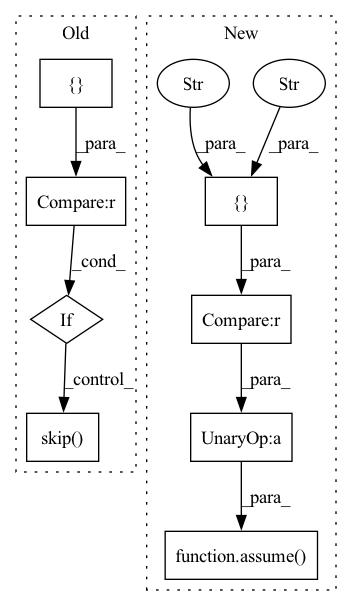 Old
New
{}
Str
Str
_para_
_para_
_para_
Compare:r
{}
_cond_
_para_
If
Compare:r
_control_
_para_
skip()
UnaryOp:a
_para_
function.assume()